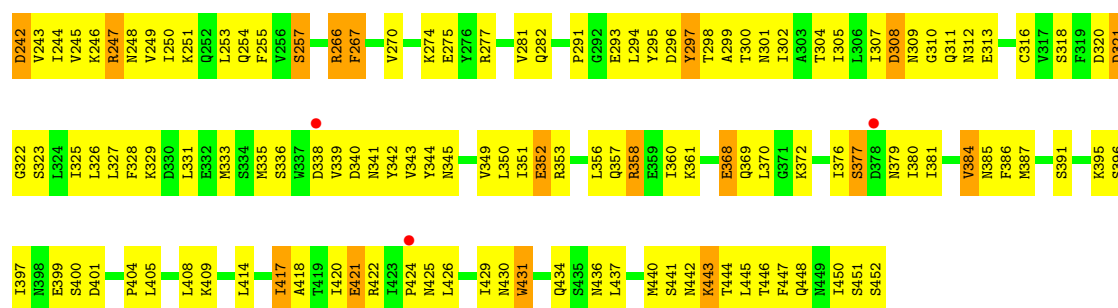 D242 V243 I244 V245 K246 R247 N248 V249 I250 K251 Q252 L253 Q254 F255 V256 S257 R266 F267 V270 K274 E275 Y276 R277 V281 Q282 P291 G292 E293 L294 Y295 D296 Y297 T298 A299 T300 N301 I302 A303 T304 I305 L306 I307 D308 N309 G310 Q311 N312 E313 C316 V317 S318 F319 D320 D321
G322 S323 L324 I325 L326 L327 F328 K329 D330 L331 E332 M333 S334 M335 S336 W337 D338 V339 D340 N341 Y342 V343 Y344 N345 V349 L350 I351 E352 R353 L356 Q357 R358 E359 I360 K361 E368 Q369 L370 G371 K372 I376 S377 D378 N379 I380 I381 V384 N385 F386 M387 S391 K395 S396
I397 N398 E399 S400 D401 P404 L405 L408 K409 L414 I417 A418 T419 I420 E421 R422 I423 P424 N425 L426 I429 N430 W431 Q434 S435 N436 L437 M440 S441 N442 K443 T444 L445 T446 F447 Q448 N449 I450 S451 S452